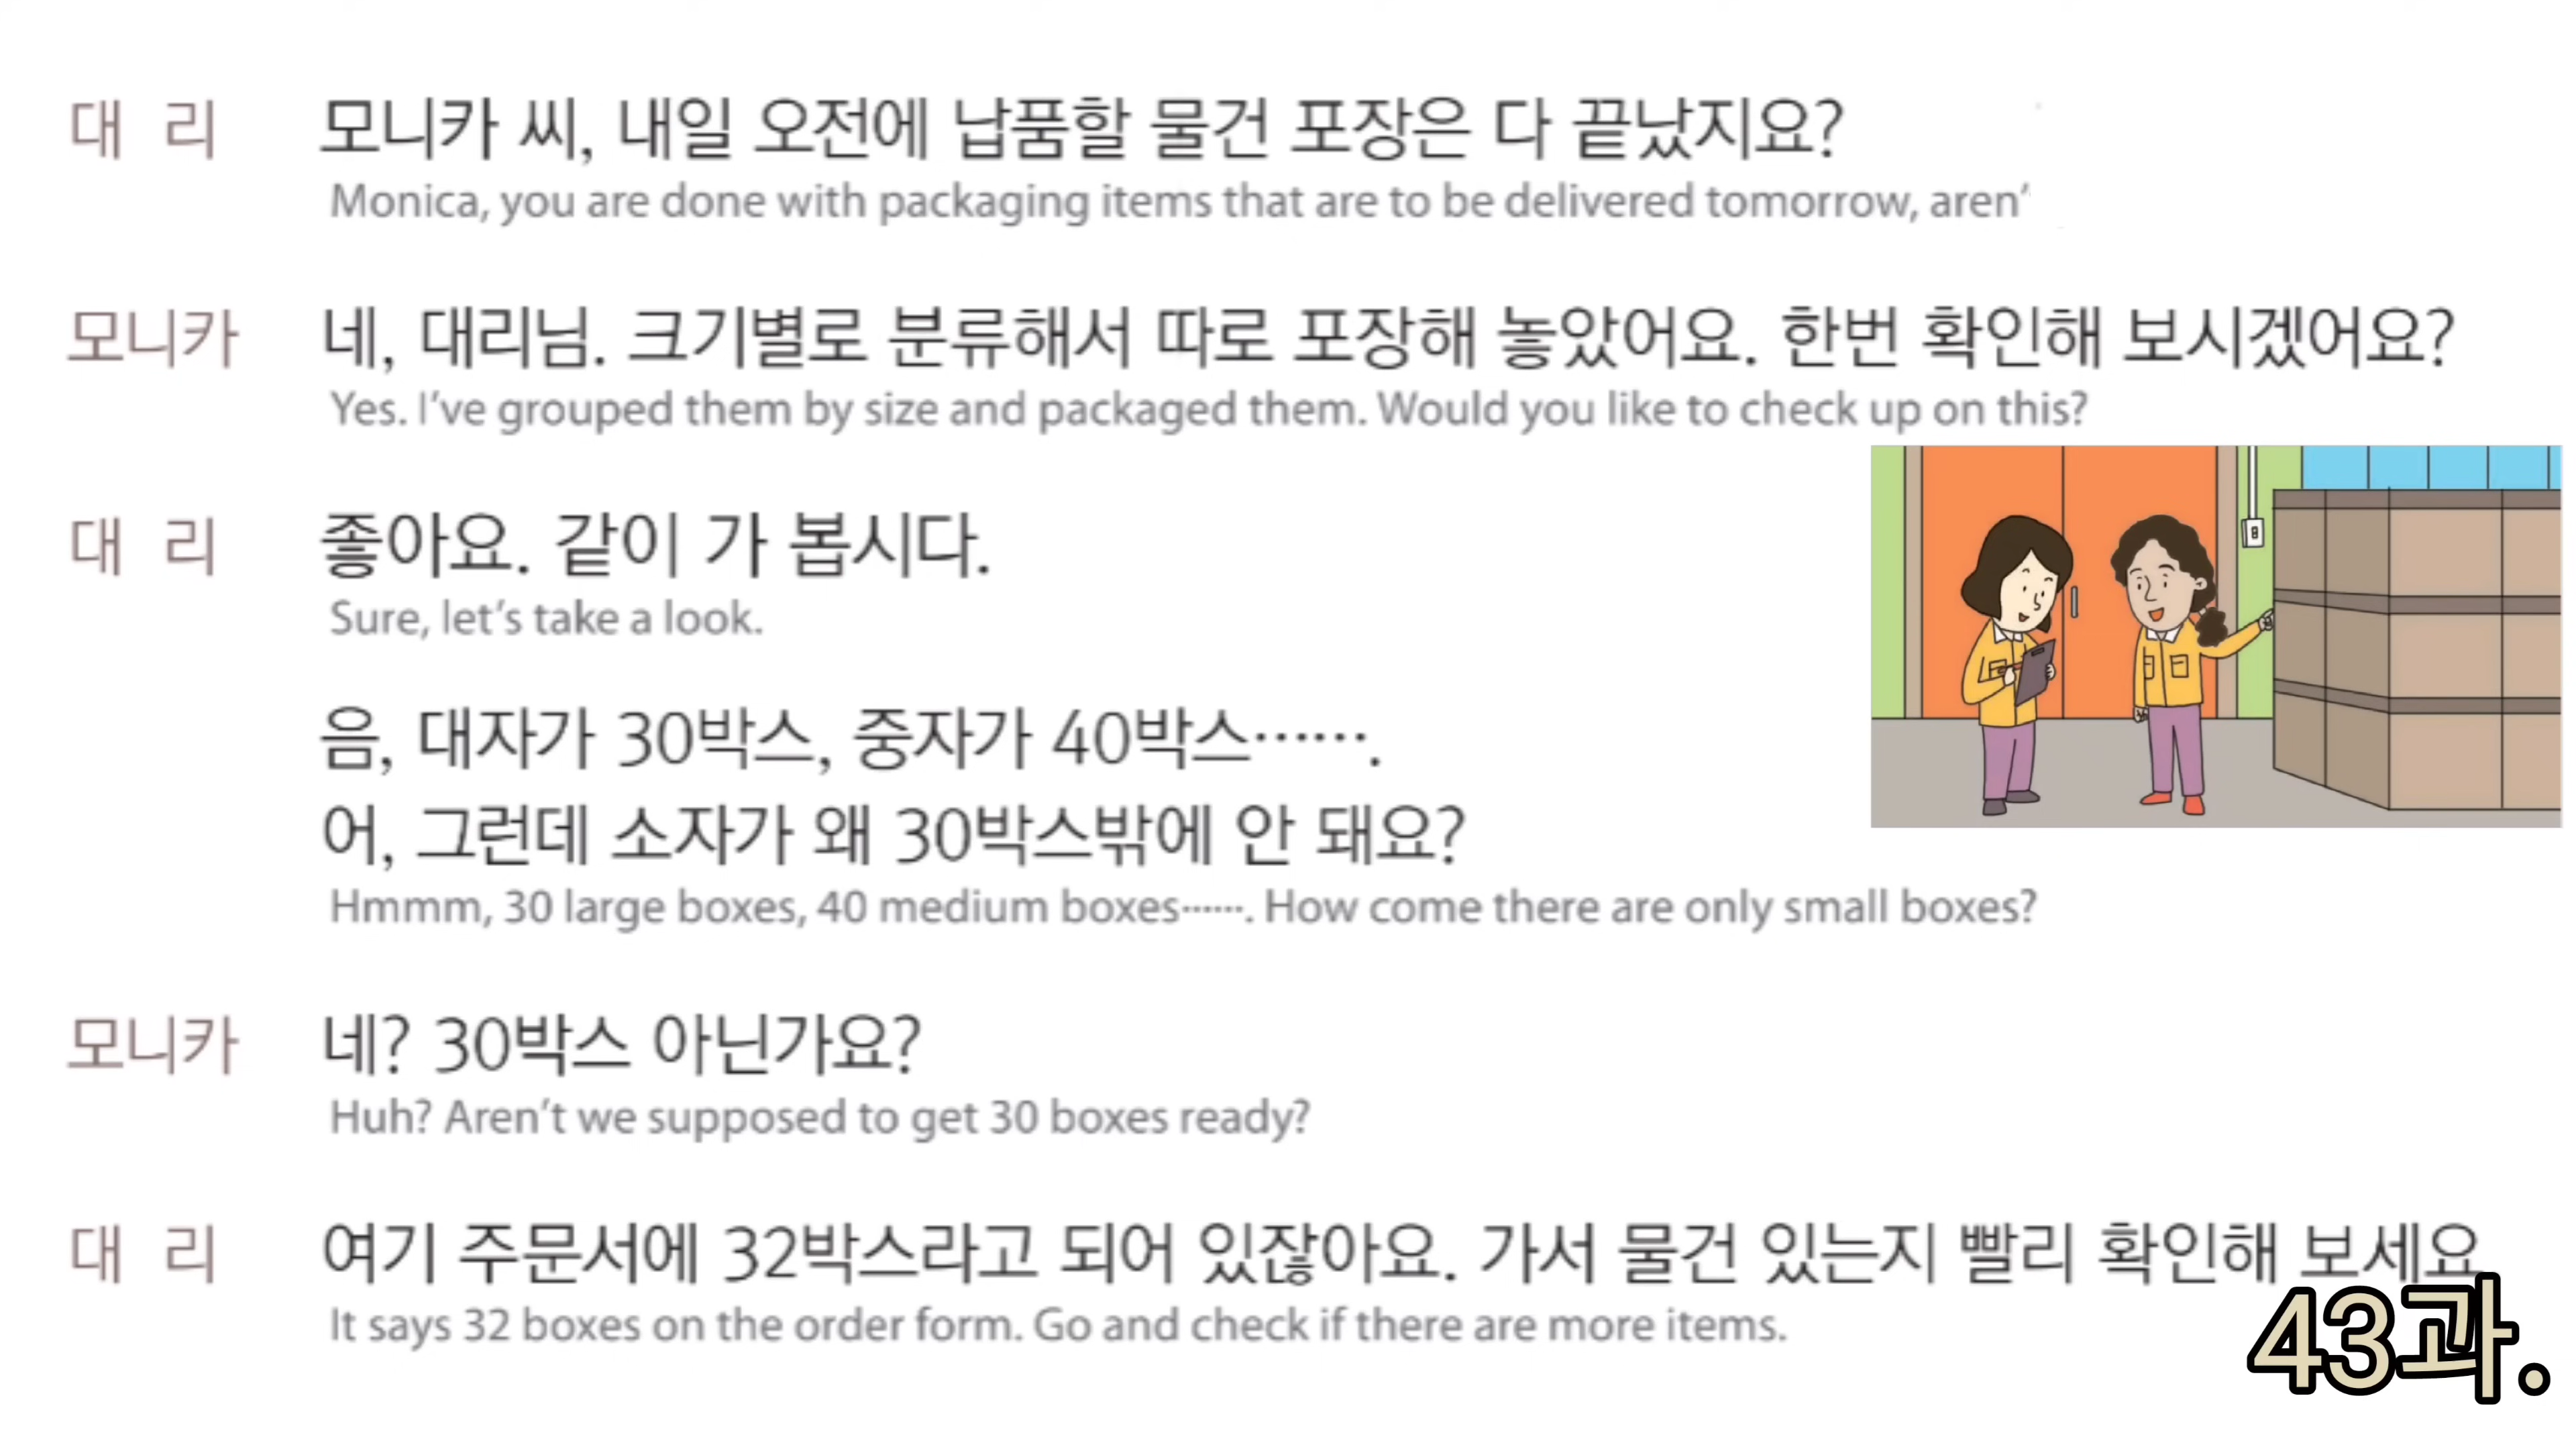 대 리 모니카 씨, 내일 오전에 납품할 물건 포장은 다 끝났지요?
Monica, you are done with packaging items that are to be delivered tomorrow, aren'
모니카 네, 대리님. 크기별로 분류해서 따로 포장해 놓았어요. 한번 확인해 보시겠어요?
Yes. I've grouped them by size and packaged them. Would you like to check up on this?
대 리 좋아요. 같이 가 봅시다.
Sure, let's take a look.
음, 대자가 30박스, 중자가 40박스…….
어, 그런데 소자가 왜 30박스밖에 안 돼요?
Hmmm, 30 large boxes, 40 medium boxes……. How come there are only small boxes?
모니카 네? 30박스 아닌가요?
Huh? Aren't we supposed to get 30 boxes ready?
대 리 여기 주문서에 32박스라고 되어 있잖아요. 가서 물건 있는지 빨리 확인해 보세요
It says 32 boxes on the order form. Go and check if there are more items.
43과.